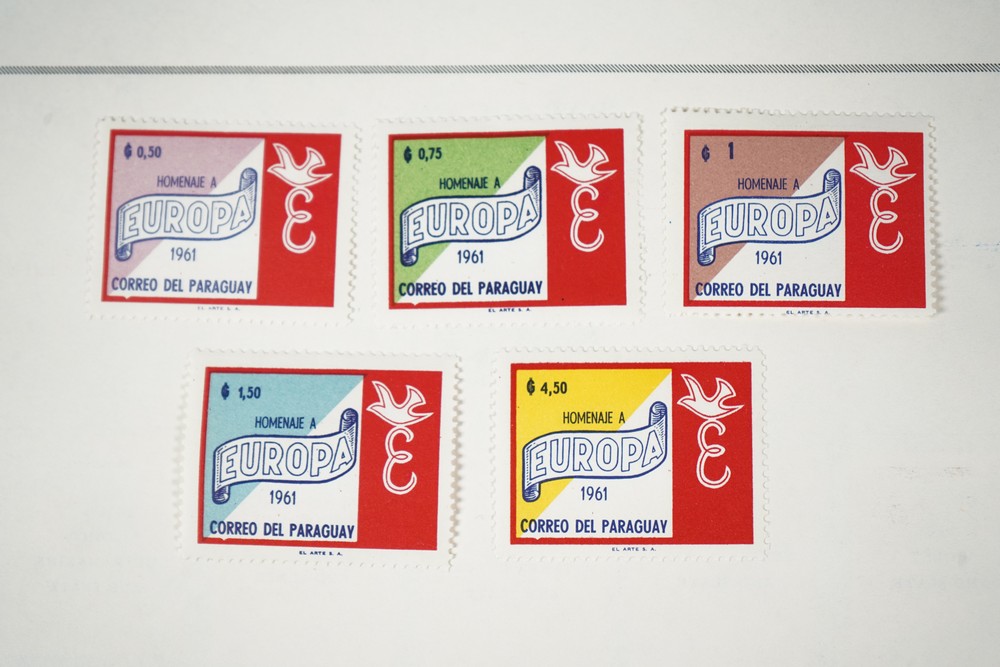 ₲ 0,50
HOMENAJE A
EUROPA
1961
CORREO DEL PARAGUAY
EL ARTE S. A.
₲ 0,75
HOMENAJE A
EUROPA
1961
CORREO DEL PARAGUAY
EL ARTE S. A.
₲ 1
HOMENAJE A
EUROPA
1961
CORREO DEL PARAGUAY
EL ARTE S. A.
₲ 1,50
HOMENAJE A
EUROPA
1961
CORREO DEL PARAGUAY
EL ARTE S. A.
₲ 4,50
HOMENAJE A
EUROPA
1961
CORREO DEL PARAGUAY
EL ARTE S. A.